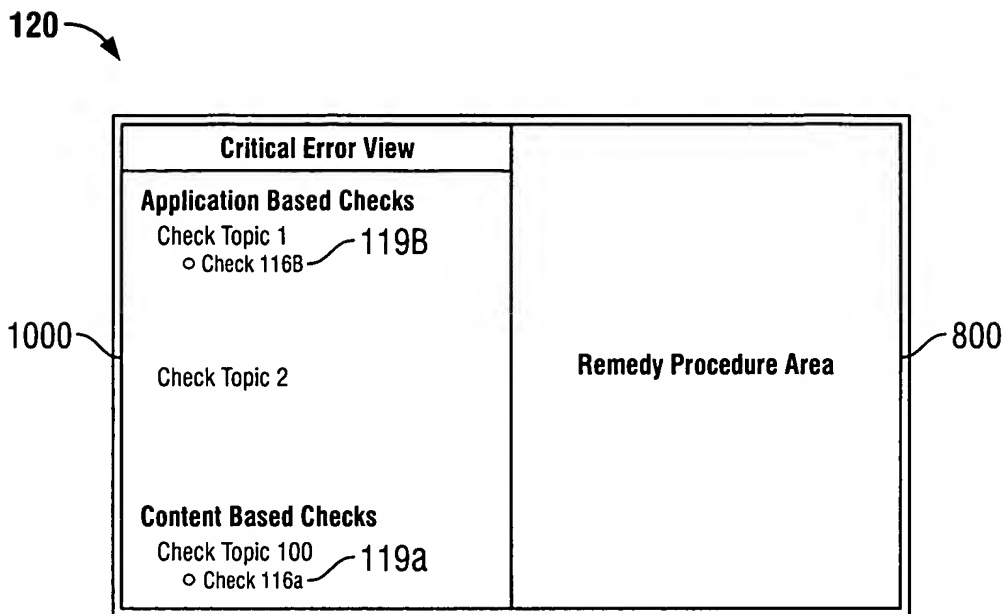 120
Critical Error View
Application Based Checks
Check Topic 1
119B
Check 116B
1000
800
Check Topic 2
Remedy Procedure Area
Content Based Checks
Check Topic 100
119a
Check 116a